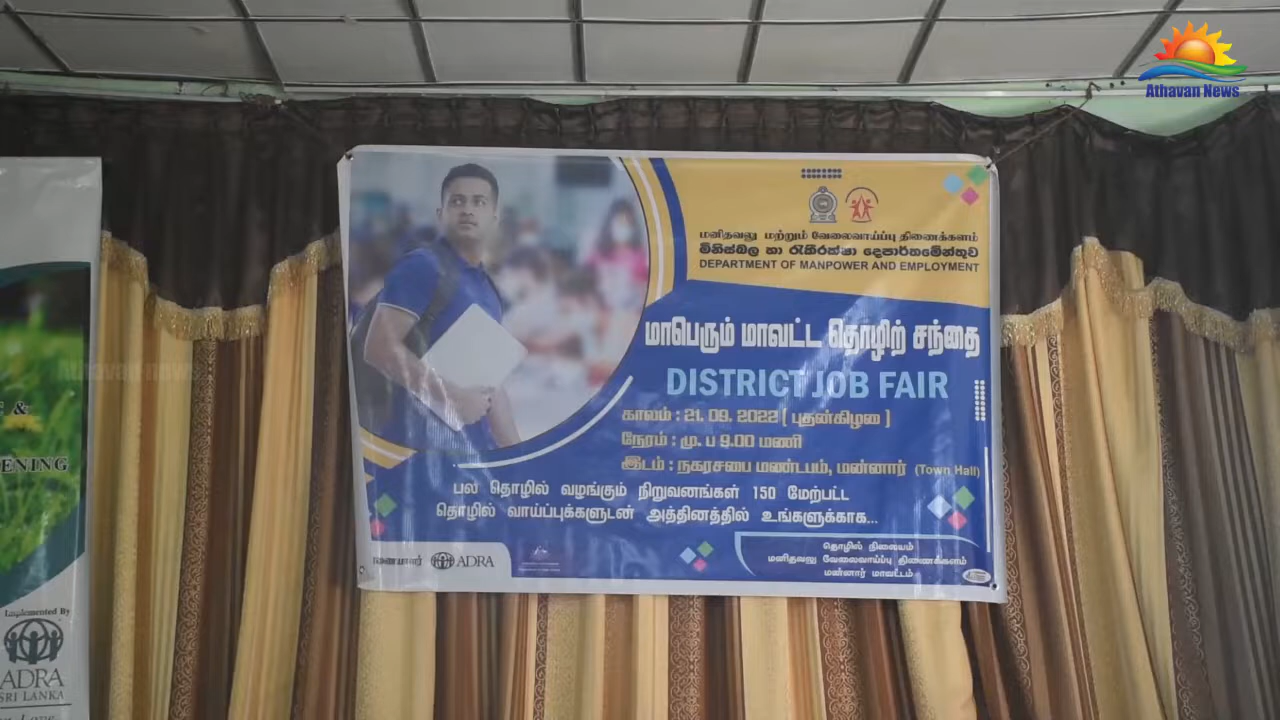 Athavan News
மனிதவலு மற்றும் வேலைவாய்ப்பு திணைக்களம்
මිනිස්බල හා රැකීරක්ෂා දෙපාර්තමේන්තුව
DEPARTMENT OF MANPOWER AND EMPLOYMENT
மாபெரும் மாவட்ட தொழிற் சந்தை
DISTRICT JOB FAIR
காலம் : 21. 09. 2022 ( புதன்கிழமை )
நேரம் : மு. ப 9.00 மணி
இடம் : நகரசபை மண்டபம், மன்னார் (Town Hall)
பல தொழில் வழங்கும் நிறுவனங்கள் 150 மேற்பட்ட
தொழில் வாய்ப்புக்களுடன் அத்தினத்தில் உங்களுக்காக...
ADRA
தொழில் நிலையம்
மனிதவலு வேலைவாய்ப்பு திணைக்களம்
மன்னார் மாவட்டம்
&
ENING
Implemented By
ADRA
SRI LANKA